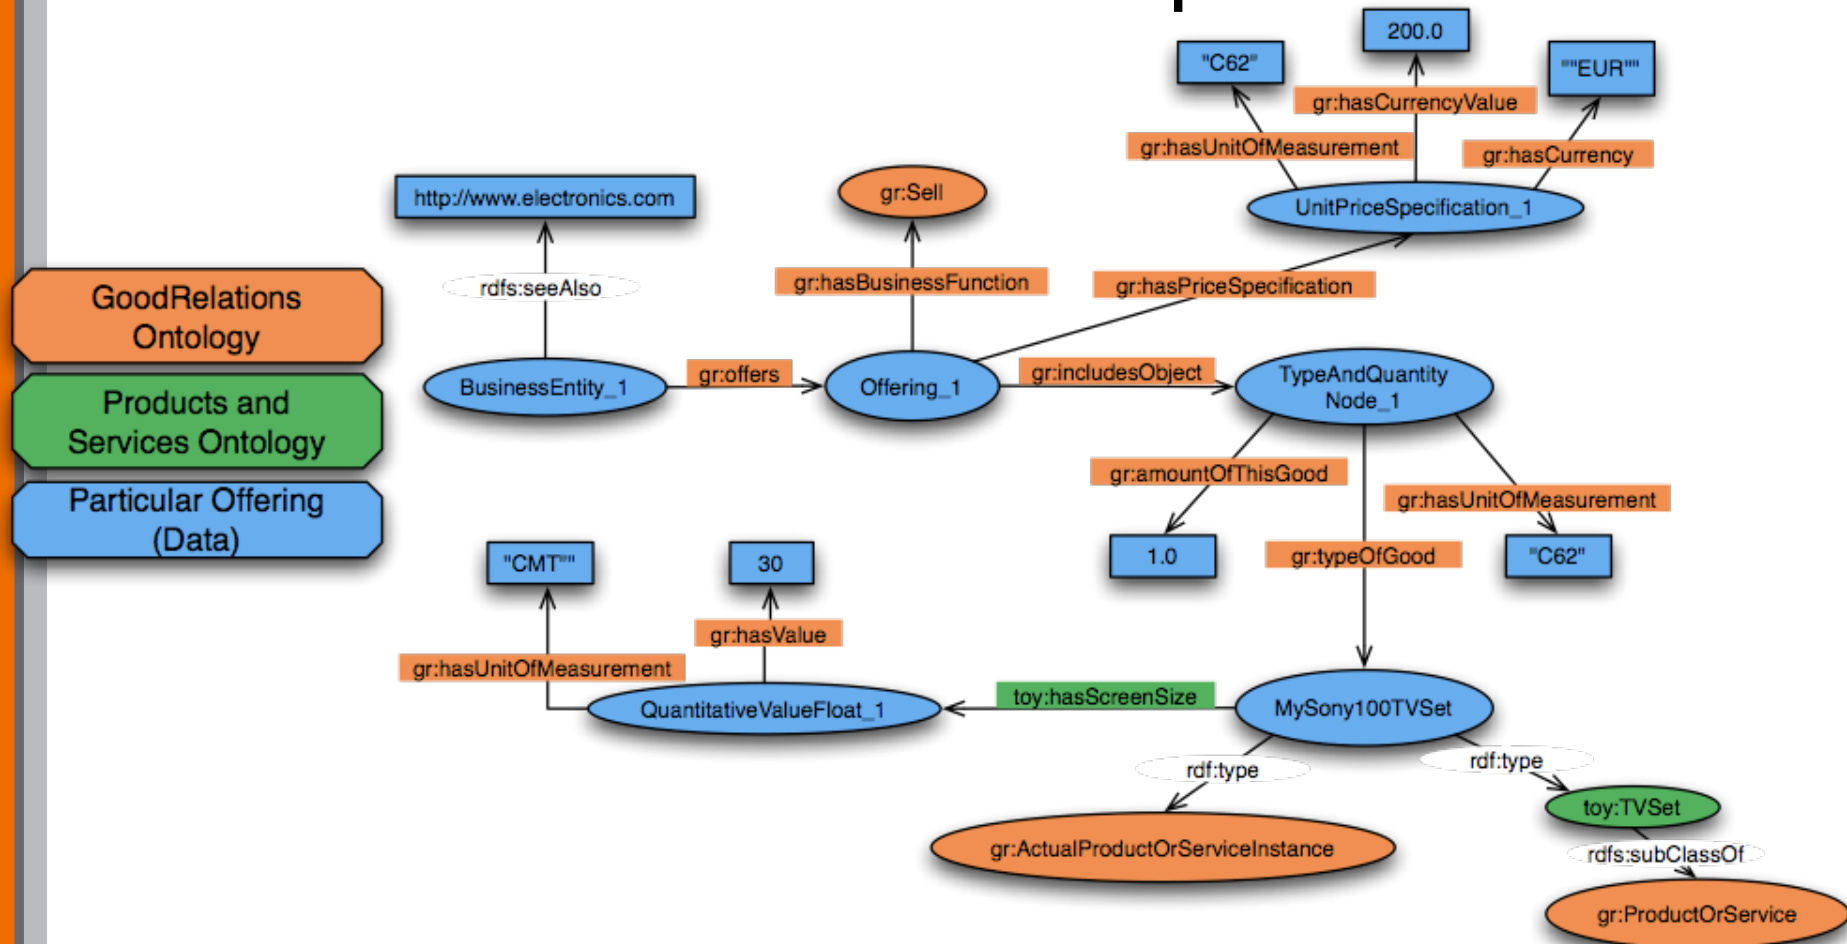 200.0
"C62"
""EUR""
gr:hasCurrencyValue
gr:hasUnitOfMeasurement
gr:hasCurrency
http://www.electronics.com
gr:Sell
UnitPriceSpecification_1
rdfs:seeAlso
gr:hasBusinessFunction
gr:hasPriceSpecification
GoodRelations
Ontology
BusinessEntity_1
gr:offers
Offering_1
gr:includesObject
TypeAndQuantity
Node_1
Products and
Services Ontology
gr:amountOfThisGood
gr:hasUnitOfMeasurement
Particular Offering
(Data)
"CMT""
30
1.0
gr:typeOfGood
"C62"
gr:hasValue
gr:hasUnitOfMeasurement
QuantitativeValueFloat_1
toy:hasScreenSize
MySony100TVSet
rdf:type
rdf:type
toy:TVSet
gr:ActualProductOrServiceInstance
rdfs:subClassOf
gr:ProductOrService